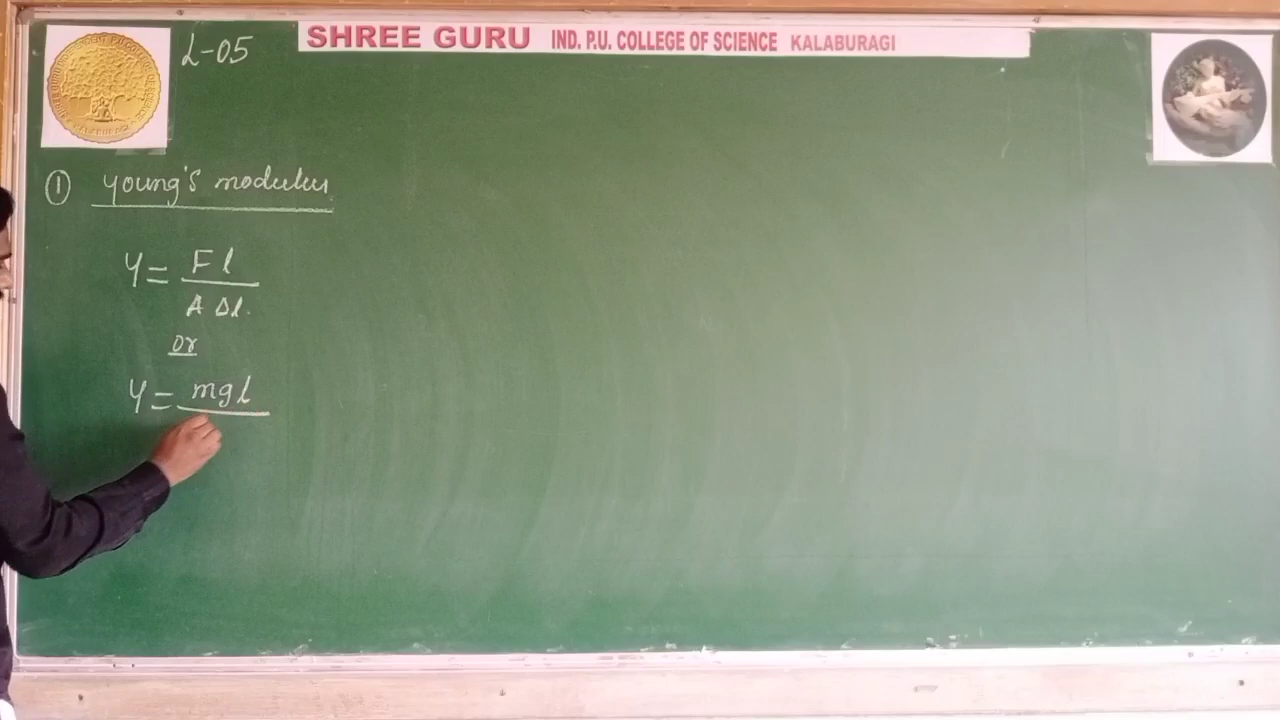 SHREE GURU IND. P.U. COLLEGE OF SCIENCE KALABURAGI
L-05
① Young's modulus
Y = F l
A Δl.
or
Y = mgl